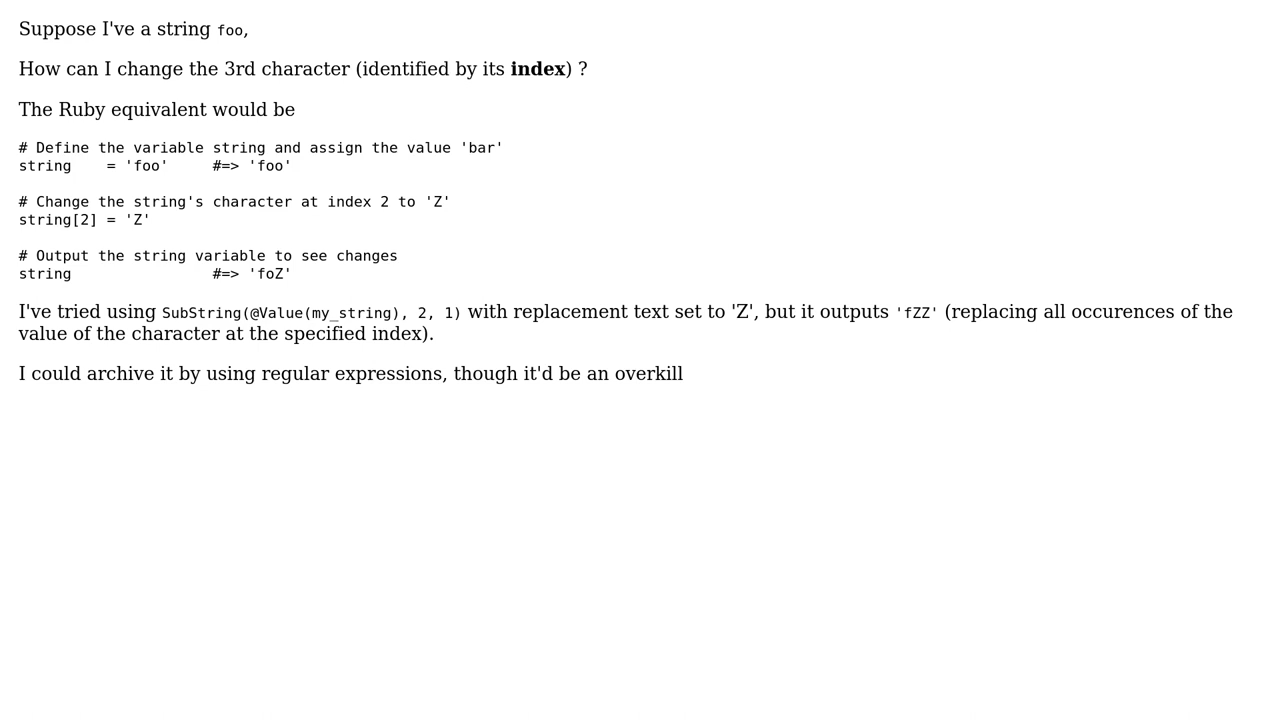 Suppose I've a string foo,
How can I change the 3rd character (identified by its index) ?
The Ruby equivalent would be
# Define the variable string and assign the value 'bar'
string    = 'foo'     #=> 'foo'
# Change the string's character at index 2 to 'Z'
string[2] = 'Z'
# Output the string variable to see changes
string                #=> 'foZ'
I've tried using SubString(@Value(my_string), 2, 1) with replacement text set to 'Z', but it outputs 'fZZ' (replacing all occurences of the
value of the character at the specified index).
I could archive it by using regular expressions, though it'd be an overkill